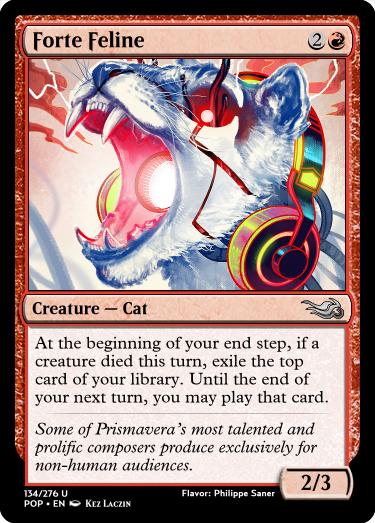 Forte Feline 2
Creature — Cat
At the beginning of your end step, if a
creature died this turn, exile the top
card of your library. Until the end of
your next turn, you may play that card.
Some of Prismavera's most talented and
prolific composers produce exclusively for
non-human audiences.
134/276 U Flavor: Philippe Saner
POP • EN Kez Laczin
2/3